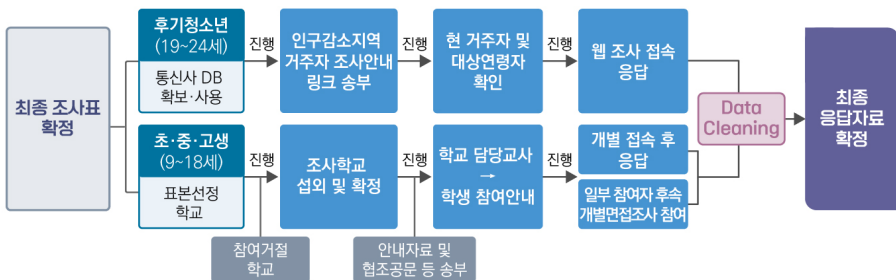 최종 조사표
확정
후기청소년
(19~24세)
통신사 DB
확보·사용
진행
인구감소지역
거주자 조사안내
링크 송부
진행
현 거주자 및
대상연령자
확인
진행
웹 조사 접속
응답
초·중·고생
(9~18세)
표본선정
학교
진행
참여거절
학교
조사학교
섭외 및 확정
진행
안내자료 및
협조공문 등 송부
학교 담당교사
→
학생 참여안내
진행
개별 접속 후
응답
일부 참여자 후속
개별면접조사 참여
Data
Cleaning
최종
응답자료
확정